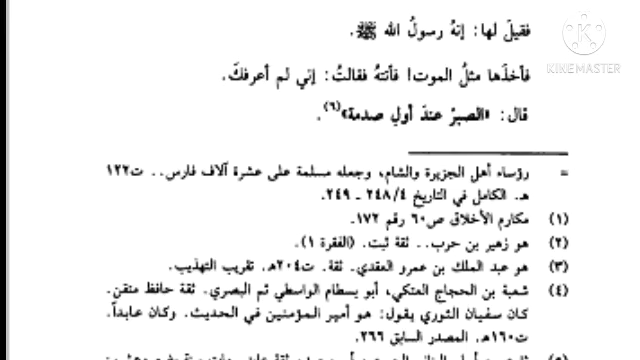 فقيلَ لها: إنهُ رسولُ الله ﷺ.
KINEMASTER
فأخذَها مثلُ الموت! فأتتهُ فقالتْ: إني لم أعرفكَ.
قال: «الصبرُ عندَ أولِ صدمة»(٦).
= رؤساء أهل الجزيرة والشام، وجعله مسلمة على عشرة آلاف فارس.. ت١٢٢
هـ. الكامل في التاريخ ٢٤٨/٤ ـ ٢٤٩.
(١) مكارم الأخلاق ص٦٠ رقم ١٧٢.
(٢) هو زهير بن حرب.. ثقة ثبت. (الفقرة ١).
(٣) هو عبد الملك بن عمرو العقدي. ثقة. ت٢٠٤هـ. تقريب التهذيب.
(٤) شعبة بن الحجاج العتكي، أبو بسطام الواسطي ثم البصري. ثقة حافظ متقن.
كان سفيان الثوري يقول: هو أمير المؤمنين في الحديث. وكان عابداً.
ت١٦٠هـ. المصدر السابق ٢٦٦.